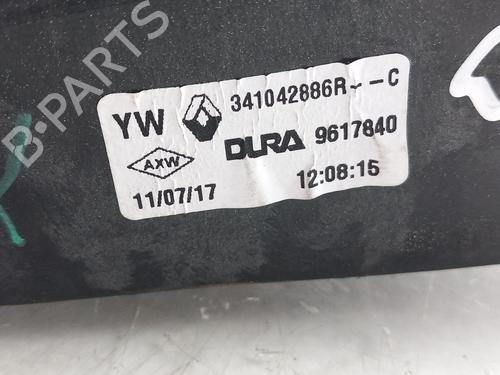 YW 341042886R--C
AXW DURA 9617840
11/07/17 12:08:15
B-PARTS